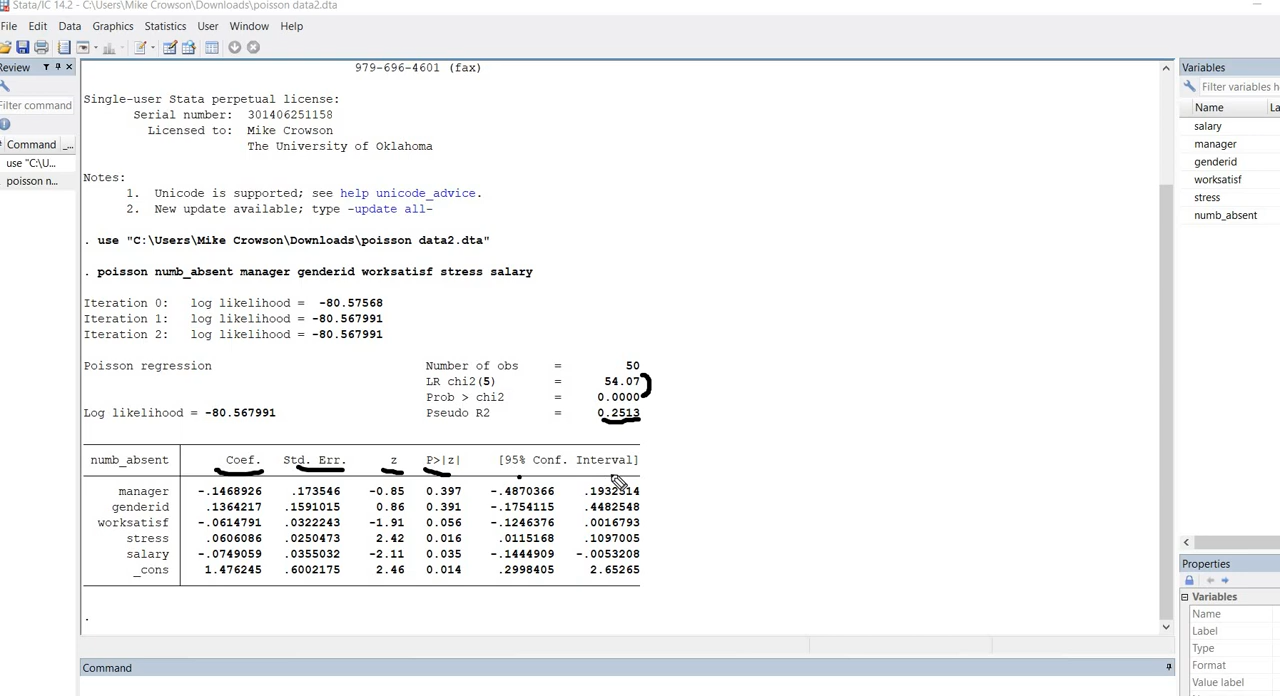 Stata/IC 14.2 - C:\Users\Mike Crowson\Downloads\poisson data2.dta
File Edit Data Graphics Statistics User Window Help
Review
Filter command
Command
use "C:\U...
poisson n...
979-696-4601 (fax)
Single-user Stata perpetual license:
Serial number: 301406251158
Licensed to: Mike Crowson
The University of Oklahoma
Notes:
1. Unicode is supported; see help unicode_advice.
2. New update available; type -update all-
. use "C:\Users\Mike Crowson\Downloads\poisson data2.dta"
. poisson numb_absent manager genderid worksatisf stress salary
Iteration 0: log likelihood = -80.57568
Iteration 1: log likelihood = -80.567991
Iteration 2: log likelihood = -80.567991
Poisson regression Number of obs = 50
LR chi2(5) = 54.07
Prob > chi2 = 0.0000
Log likelihood = -80.567991 Pseudo R2 = 0.2513
numb_absent Coef. Std. Err. z P>|z| [95% Conf. Interval]
manager -.1468926 .173546 -0.85 0.397 -.4870366 .1932514
genderid .1364217 .1591015 0.86 0.391 -.1754115 .4482548
worksatisf -.0614791 .0322243 -1.91 0.056 -.1246376 .0016793
stress .0606086 .0250473 2.42 0.016 .0115168 .1097005
salary -.0749059 .0355032 -2.11 0.035 -.1444909 -.0053208
_cons 1.476245 .6002175 2.46 0.014 .2998405 2.65265
.
Command
Variables
Filter variables h
Name La
salary
manager
genderid
worksatisf
stress
numb_absent
Properties
Variables
Name
Label
Type
Format
Value label